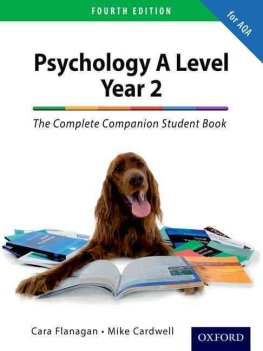 FOURTH EDITION
for AQA
Psychology A Level
Year 2
The Complete Companion Student Book
Cara Flanagan • Mike Cardwell
OXFORD